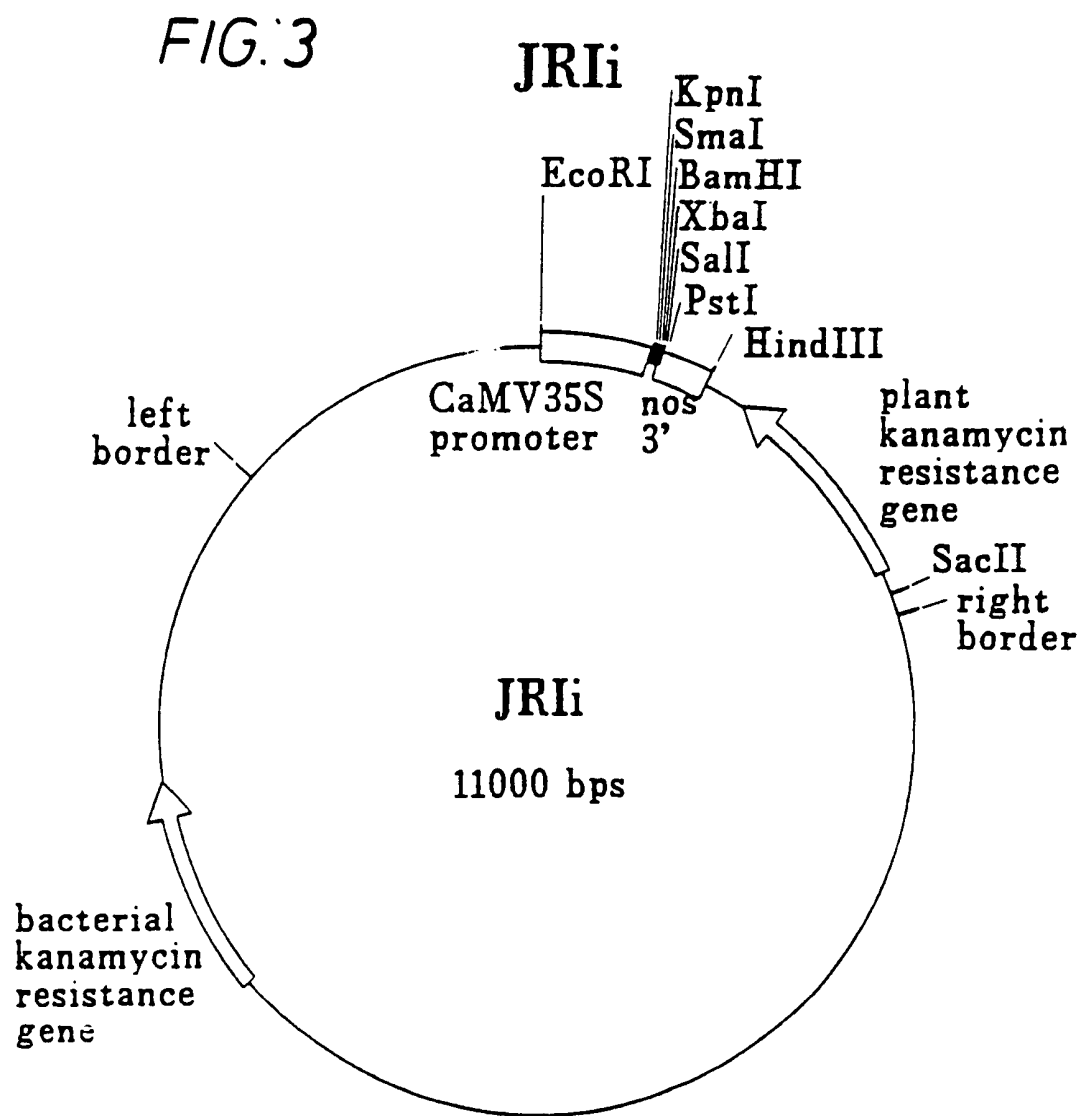 FIG. 3
JRIi
KpnI
SmaI
EcoRI
BamHI
XbaI
SalI
PstI
HindIII
CaMV35S
promoter
nos
3'
left
border
plant
kanamycin
resistance
gene
SacII
right
border
JRIi
11000 bps
bacterial
kanamycin
resistance
gene